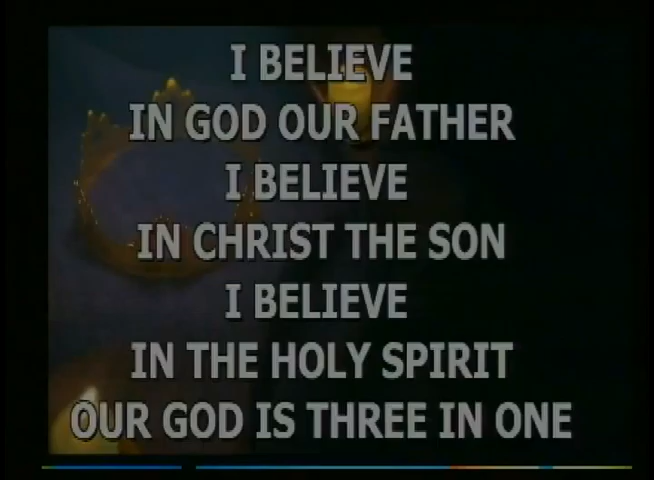 I BELIEVE
IN GOD OUR FATHER
I BELIEVE
IN CHRIST THE SON
I BELIEVE
IN THE HOLY SPIRIT
OUR GOD IS THREE IN ONE